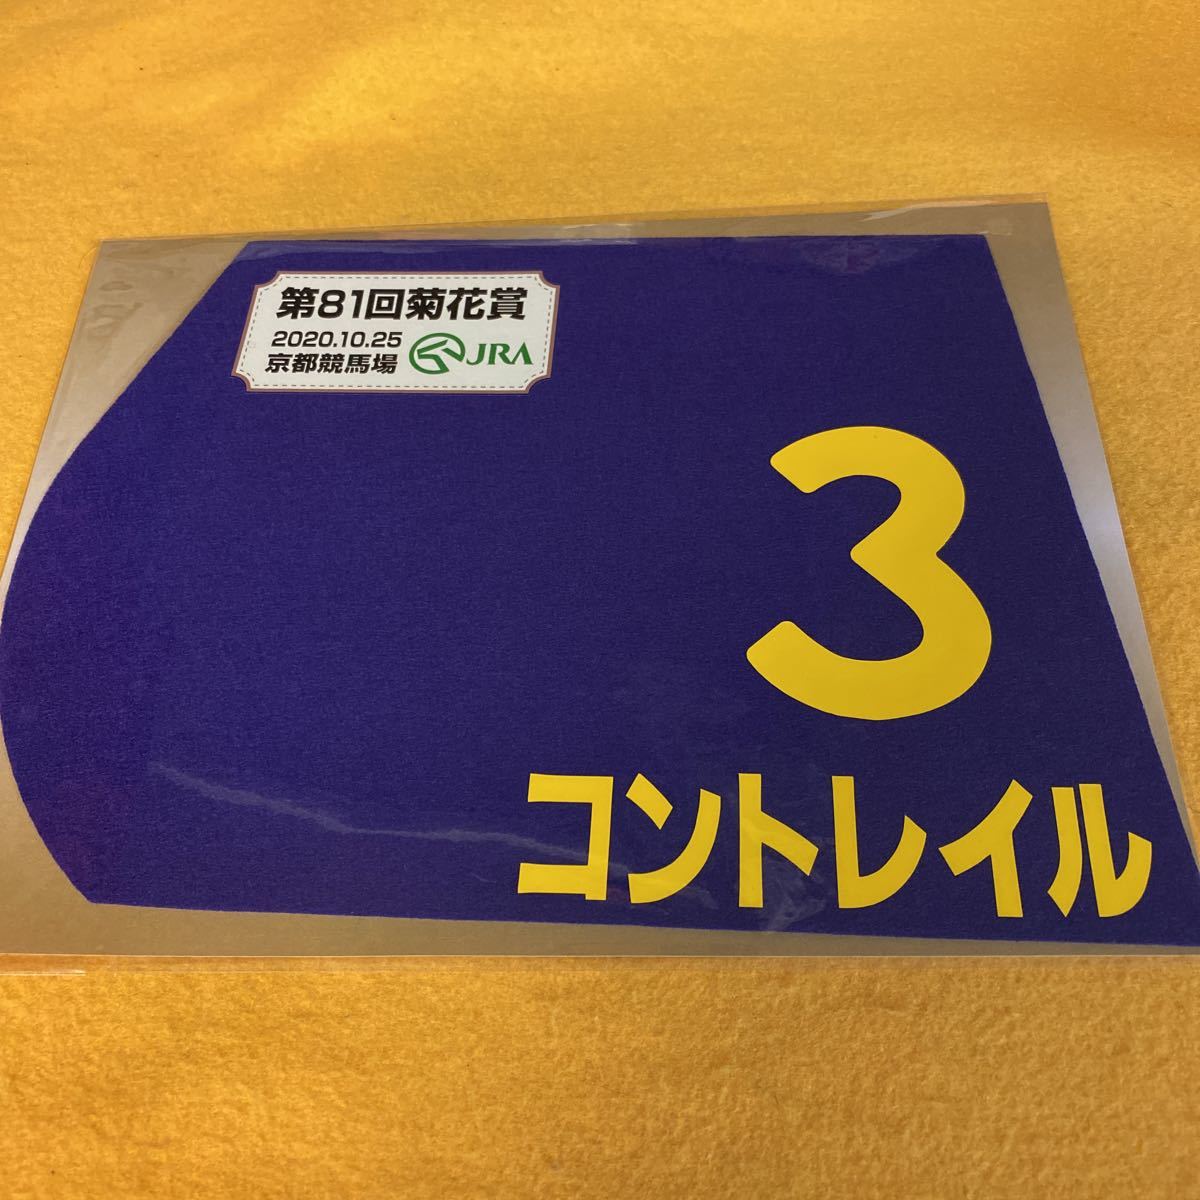 第81回菊花賞
2020.10.25
京都競馬場
JRA
3
コントレイル